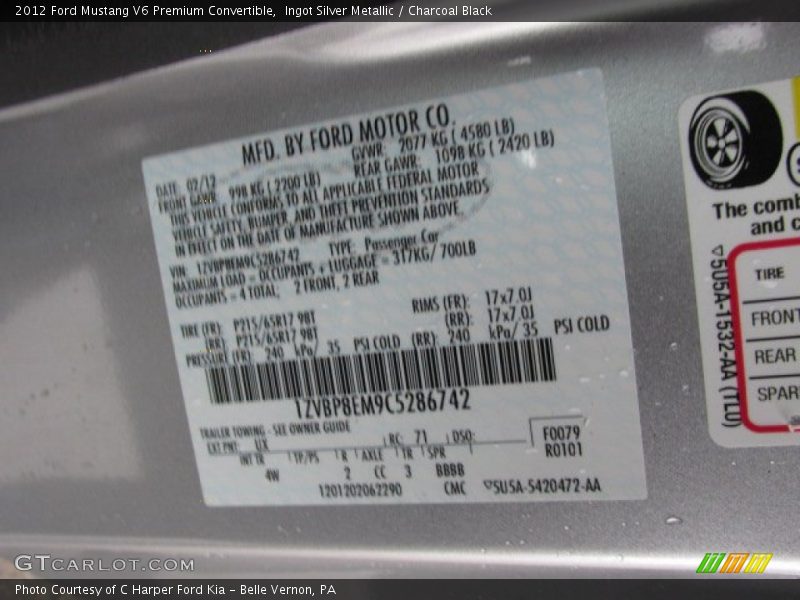 2012 Ford Mustang V6 Premium Convertible, Ingot Silver Metallic / Charcoal Black
MFD. BY FORD MOTOR CO.
DATE: 02/12 GVWR: 2077 KG ( 4580 LB)
FRONT GAWR: 998 KG (2200 LB) REAR GAWR: 1098 KG ( 2420 LB)
THIS VEHICLE CONFORMS TO ALL APPLICABLE FEDERAL MOTOR
VEHICLE SAFETY, BUMPER, AND THEFT PREVENTION STANDARDS
IN EFFECT ON THE DATE OF MANUFACTURE SHOWN ABOVE.
VIN: 1ZVBP8EM9C5286742 TYPE: Passenger Car
MAXIMUM LOAD = OCCUPANTS + LUGGAGE = 317KG/ 700LB
OCCUPANTS = 4 TOTAL, 2 FRONT, 2 REAR
TIRE (FR): P215/65R17 98T RIMS (FR): 17x7.0J
(RR): P215/65R17 98T (RR): 17x7.0J
PRESSURE (FR): 240 kPa/ 35 PSI COLD (RR): 240 kPa/ 35 PSI COLD
1ZVBP8EM9C5286742
TRAILER TOWING - SEE OWNER GUIDE
EXT PNT: RC: 71 DSO: F0079
INT TR TP/PS R AXLE TR SPR R0101
4W 2 CC 3 BBBB
1201202062290 CMC 5U5A-5420472-AA
The comb
and c
5U5A-1532-AA (TLU)
TIRE
FRONT
REAR
SPAR
GTCARLOT.COM
Photo Courtesy of C Harper Ford Kia - Belle Vernon, PA